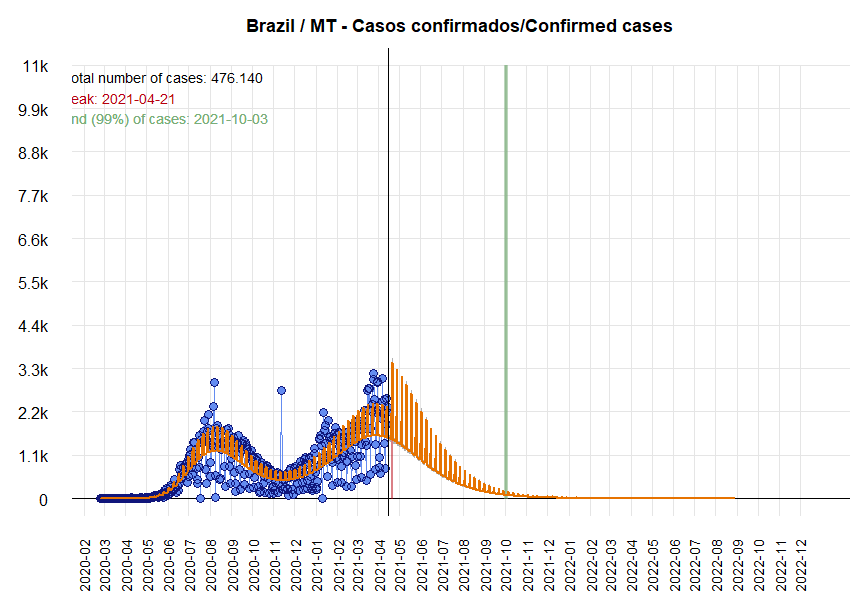 Brazil / MT - Casos confirmados/Confirmed cases
otal number of cases: 476.140
eak: 2021-04-21
nd (99%) of cases: 2021-10-03
11k
9.9k
8.8k
7.7k
6.6k
5.5k
4.4k
3.3k
2.2k
1.1k
0
2020-02
2020-03
2020-04
2020-05
2020-06
2020-07
2020-08
2020-09
2020-10
2020-11
2020-12
2021-01
2021-02
2021-03
2021-04
2021-05
2021-06
2021-07
2021-08
2021-09
2021-10
2021-11
2021-12
2022-01
2022-02
2022-03
2022-04
2022-05
2022-06
2022-07
2022-08
2022-09
2022-10
2022-11
2022-12